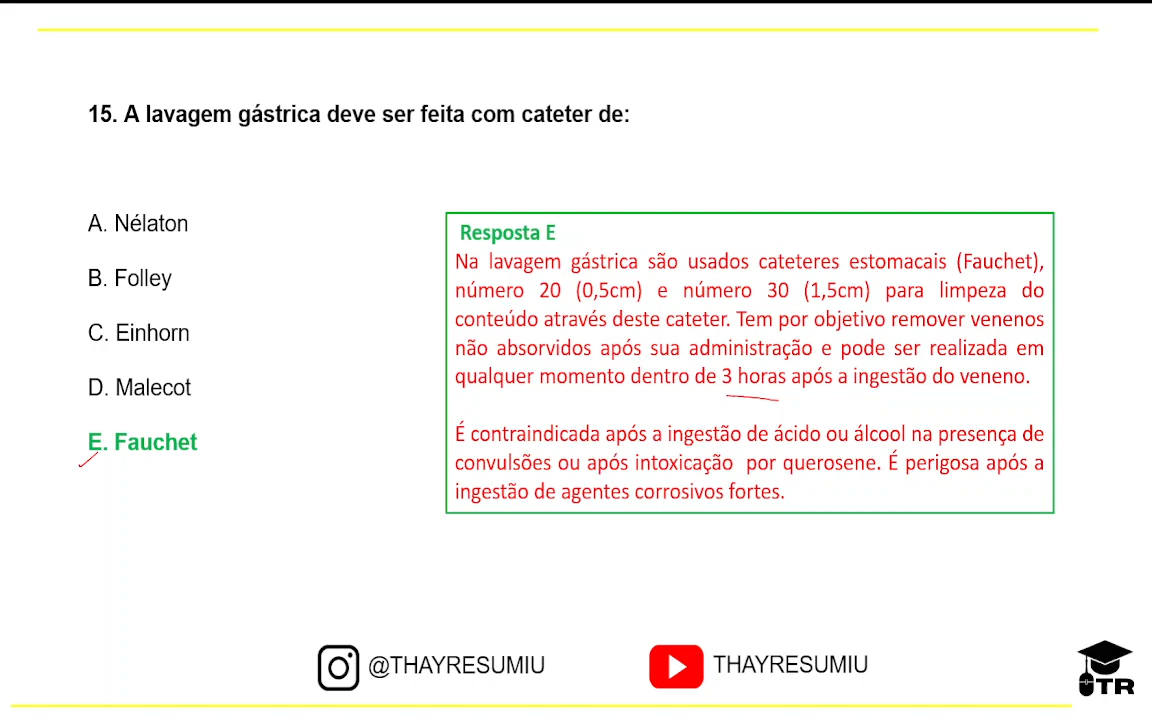 15. A lavagem gástrica deve ser feita com cateter de:
A. Nélaton
B. Folley
C. Einhorn
D. Malecot
E. Fauchet
Resposta E
Na lavagem gástrica são usados cateteres estomacais (Fauchet),
número 20 (0,5cm) e número 30 (1,5cm) para limpeza do
conteúdo através deste cateter. Tem por objetivo remover venenos
não absorvidos após sua administração e pode ser realizada em
qualquer momento dentro de 3 horas após a ingestão do veneno.
É contraindicada após a ingestão de ácido ou álcool na presença de
convulsões ou após intoxicação por querosene. É perigosa após a
ingestão de agentes corrosivos fortes.
@THAYRESUMIU
THAYRESUMIU
TR